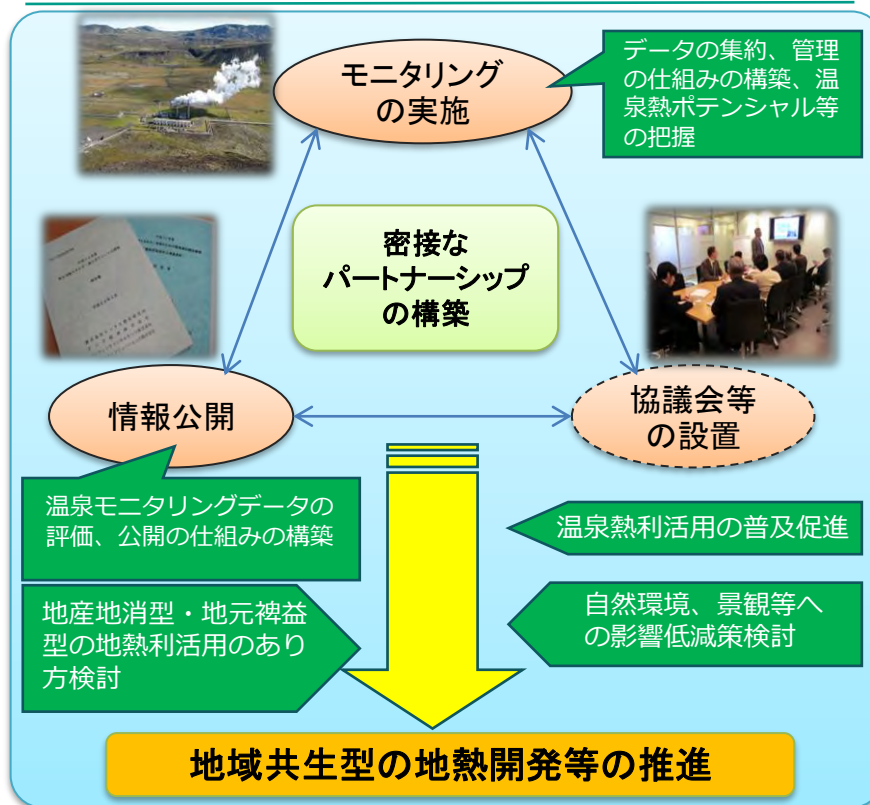 モニタリング
の実施
データの集約、管理
の仕組みの構築、温
泉熱ポテンシャル等
の把握
密接な
パートナーシップ
の構築
情報公開
協議会等
の設置
温泉モニタリングデータの
評価、公開の仕組みの構築
温泉熱利活用の普及促進
地産地消型・地元裨益
型の地熱利活用のあり
方検討
自然環境、景観等へ
の影響低減策検討
地域共生型の地熱開発等の推進